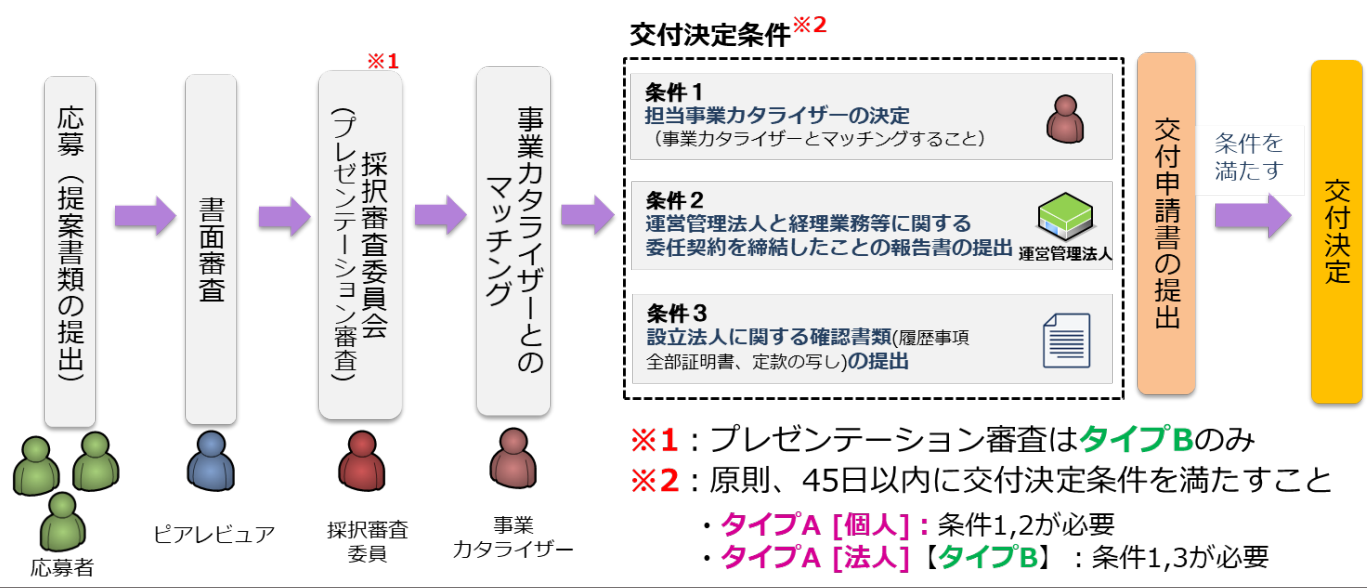 応募（提案書類の提出）
書面審査
※1
採択審査委員会
（プレゼンテーション審査）
事業カタライザーとの
マッチング
交付決定条件※2
条件１
担当事業カタライザーの決定
（事業カタライザーとマッチングすること）
条件２
運営管理法人と経理業務等に関する
委任契約を締結したことの報告書の提出
運営管理法人
条件３
設立法人に関する確認書類(履歴事項
全部証明書、定款の写し)の提出
交付申請書の提出
条件を
満たす
交付決定
応募者
ピアレビュア
採択審査
委員
事業
カタライザー
※1：プレゼンテーション審査はタイプBのみ
※2：原則、45日以内に交付決定条件を満たすこと
・タイプA [個人]：条件1,2が必要
・タイプA [法人]【タイプB】：条件1,3が必要